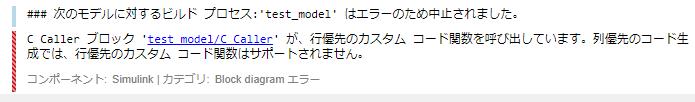 ### 次のモデルに対するビルド プロセス:'test_model' はエラーのため中止されました。
C Caller ブロック 'test_model/C Caller' が、行優先のカスタム コード関数を呼び出しています。列優先のコード生
成では、行優先のカスタム コード関数はサポートされません。
コンポーネント: Simulink | カテゴリ: Block diagram エラー